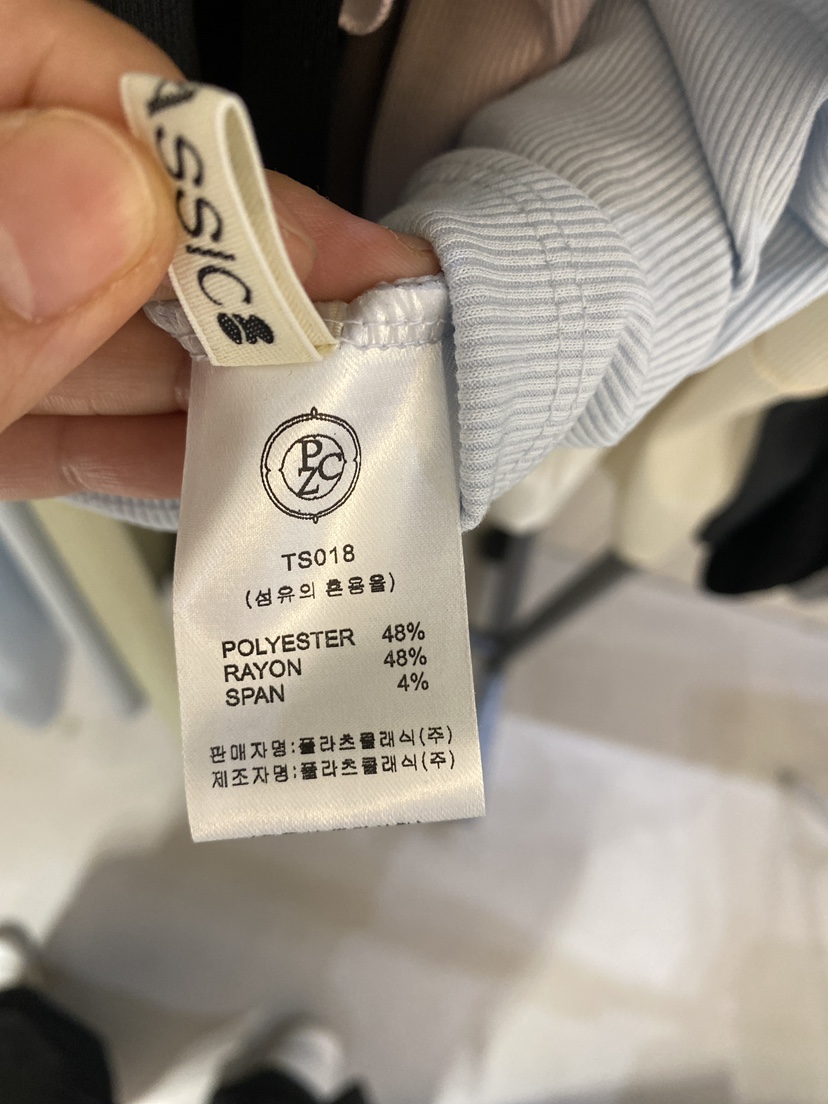 ASSIC
PZC
TS018
(섬유의 혼용율)
POLYESTER 48%
RAYON 48%
SPAN 4%
판매자명:플라츠클래식(주)
제조자명:플라츠클래식(주)